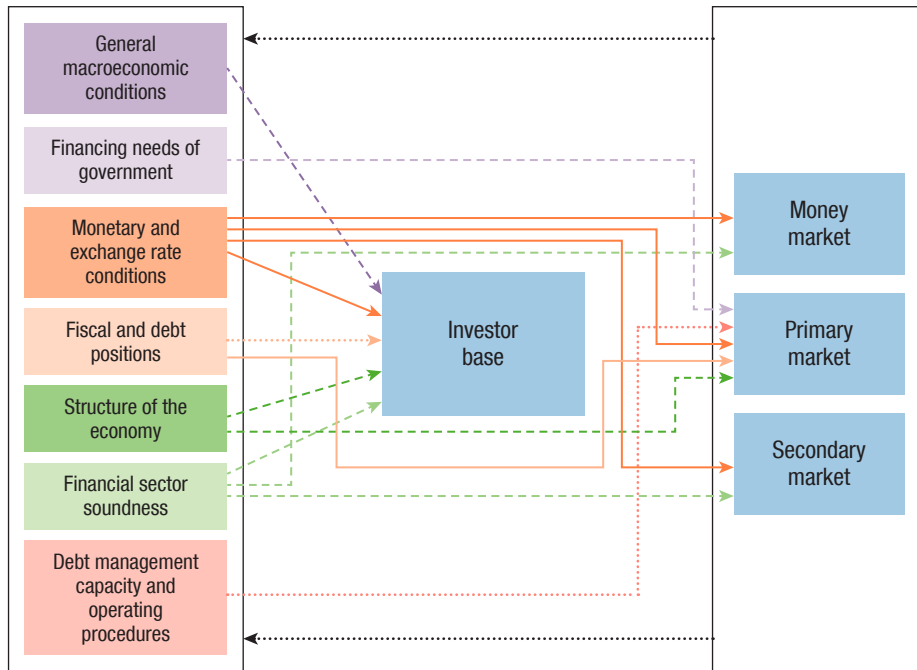 General
macroeconomic
conditions
Financing needs of
government
Monetary and
exchange rate
conditions
Fiscal and debt
positions
Structure of the
economy
Financial sector
soundness
Debt management
capacity and
operating
procedures
Investor
base
Money
market
Primary
market
Secondary
market